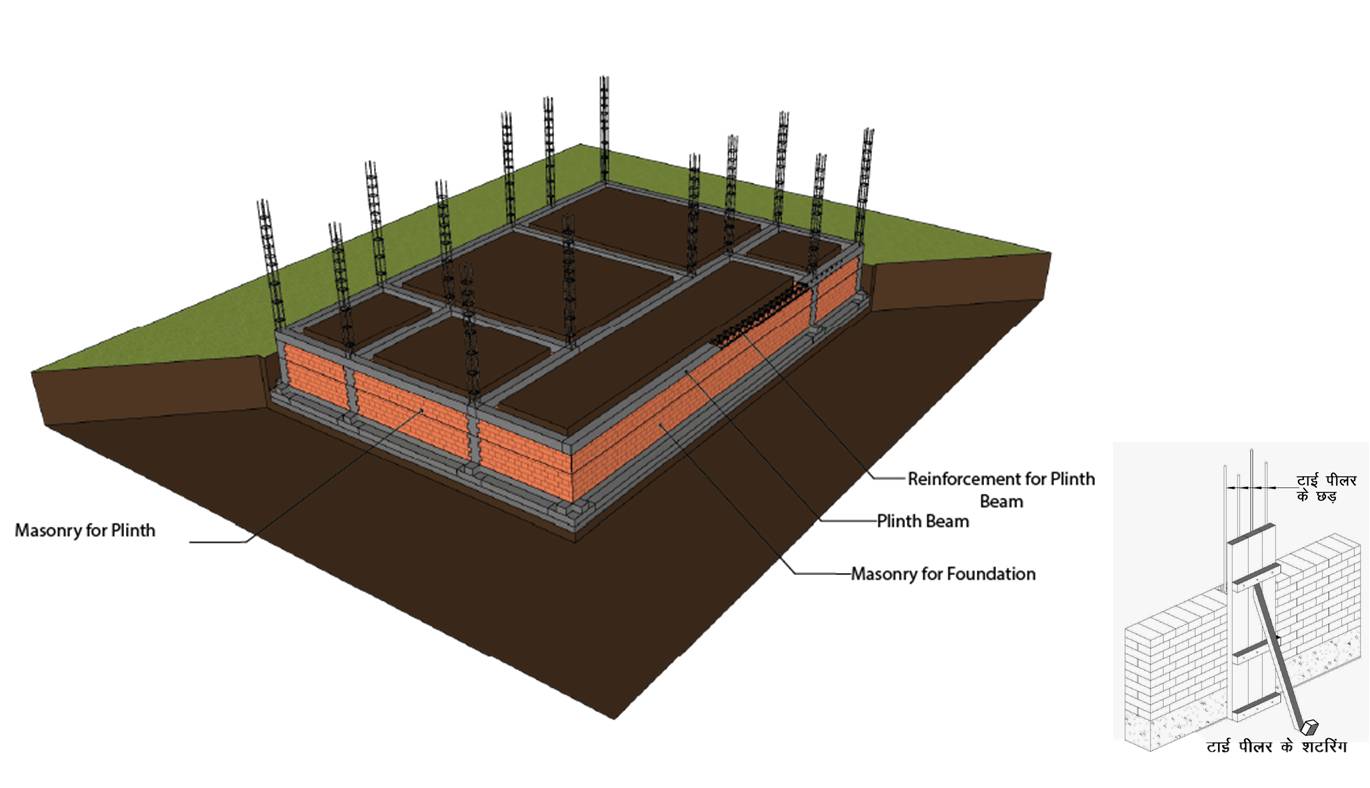 Reinforcement for Plinth
Beam
Plinth Beam
Masonry for Plinth
Masonry for Foundation
टाई पीलर
के छड़
टाई पीलर के शटरिंग